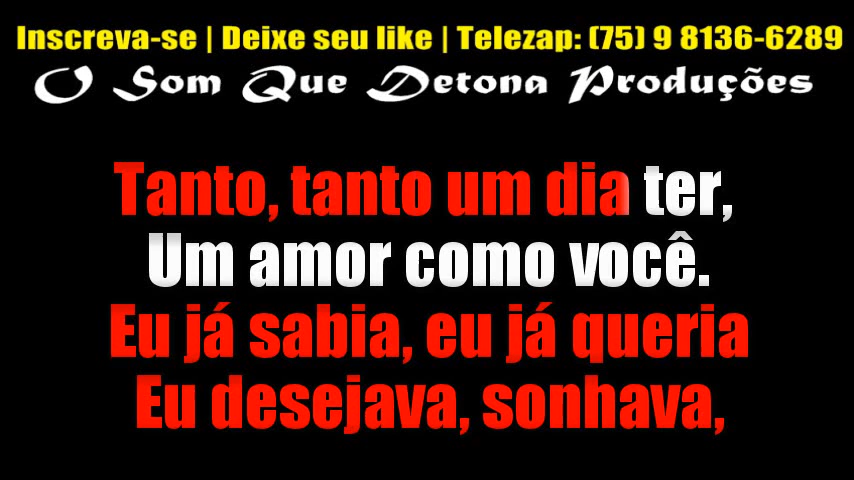 Inscreva-se | Deixe seu like | Telezap: (75) 9 8136-6289
O Som Que Detona Produções
Tanto, tanto um dia ter,
Um amor como você.
Eu já sabia, eu já queria
Eu desejava, sonhava,